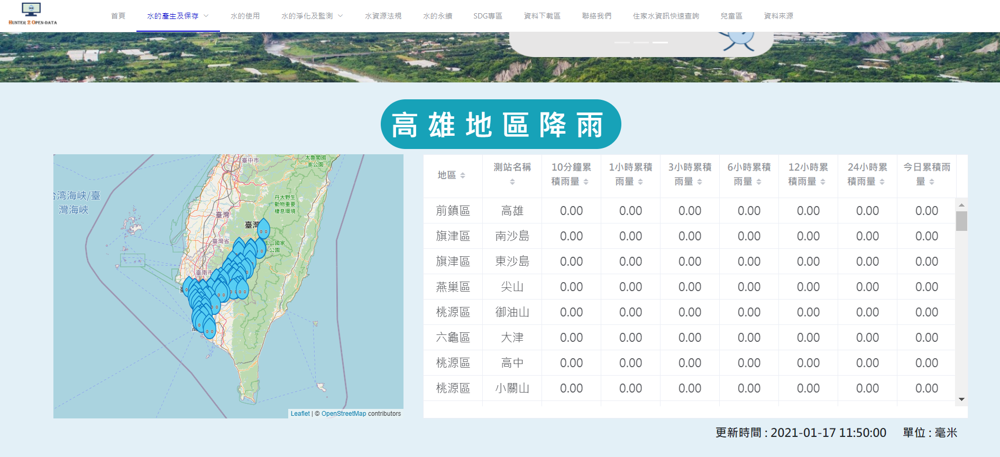 HUNTER 2 OPEN-DATA
首頁 水的產生及保存 水的使用 水的淨化及監測 水資源法規 水的永續 SDG專區 資料下載區 聯絡我們 住家水資訊快速查詢 兒童區 資料來源
高雄地區降雨
臺中市
太魯閣國
家公園
台湾海峡/臺
灣海峽
丹大野生
動物重要
棲息環境
臺灣
臺灣
臺灣省
玉山國家
公園
臺南市
Leaflet | © OpenStreetMap contributors
地區 測站名稱 10分鐘累積雨量 1小時累積雨量 3小時累積雨量 6小時累積雨量 12小時累積雨量 24小時累積雨量 今日累積雨量
前鎮區 高雄 0.00 0.00 0.00 0.00 0.00 0.00 0.00
旗津區 南沙島 0.00 0.00 0.00 0.00 0.00 0.00 0.00
旗津區 東沙島 0.00 0.00 0.00 0.00 0.00 0.00 0.00
燕巢區 尖山 0.00 0.00 0.00 0.00 0.00 0.00 0.00
桃源區 御油山 0.00 0.00 0.00 0.00 0.00 0.00 0.00
六龜區 大津 0.00 0.00 0.00 0.00 0.00 0.00 0.00
桃源區 高中 0.00 0.00 0.00 0.00 0.00 0.00 0.00
桃源區 小關山 0.00 0.00 0.00 0.00 0.00 0.00 0.00
更新時間 : 2021-01-17 11:50:00 單位 : 毫米